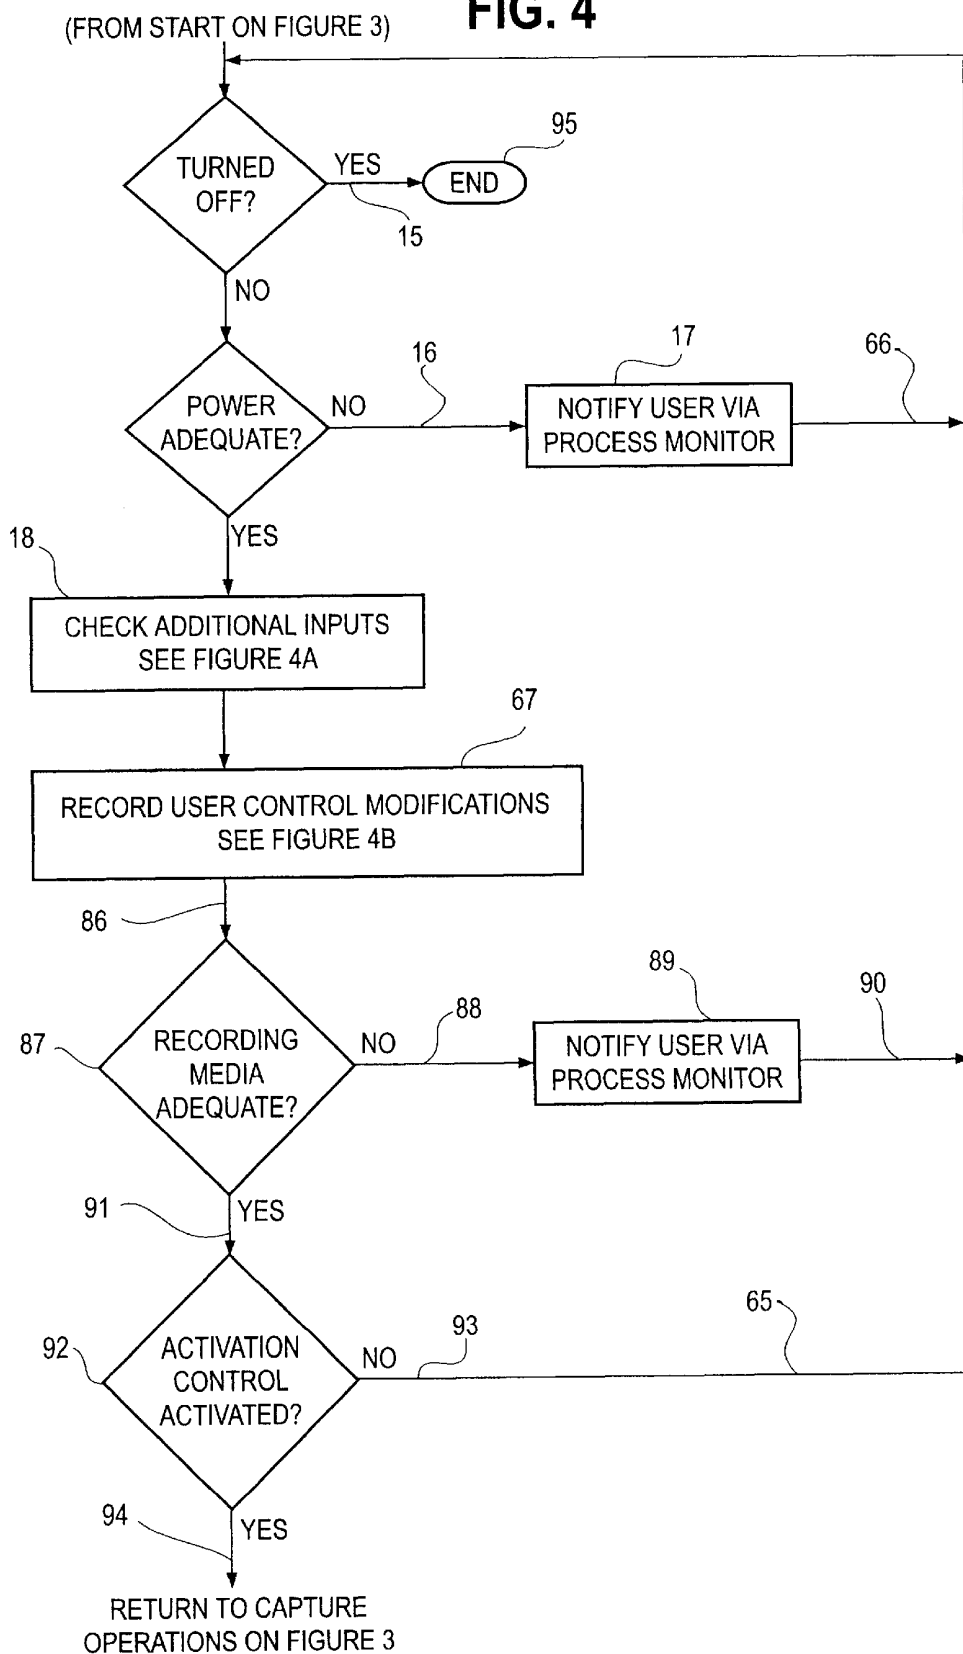 FIG. 4
(FROM START ON FIGURE 3)
TURNED
OFF?
YES
15
END
95
NO
POWER
ADEQUATE?
NO
16
17
NOTIFY USER VIA
PROCESS MONITOR
66
YES
18
CHECK ADDITIONAL INPUTS
SEE FIGURE 4A
67
RECORD USER CONTROL MODIFICATIONS
SEE FIGURE 4B
86
87
RECORDING
MEDIA
ADEQUATE?
NO
88
89
NOTIFY USER VIA
PROCESS MONITOR
90
91
YES
92
ACTIVATION
CONTROL
ACTIVATED?
NO
93
65
94
YES
RETURN TO CAPTURE
OPERATIONS ON FIGURE 3